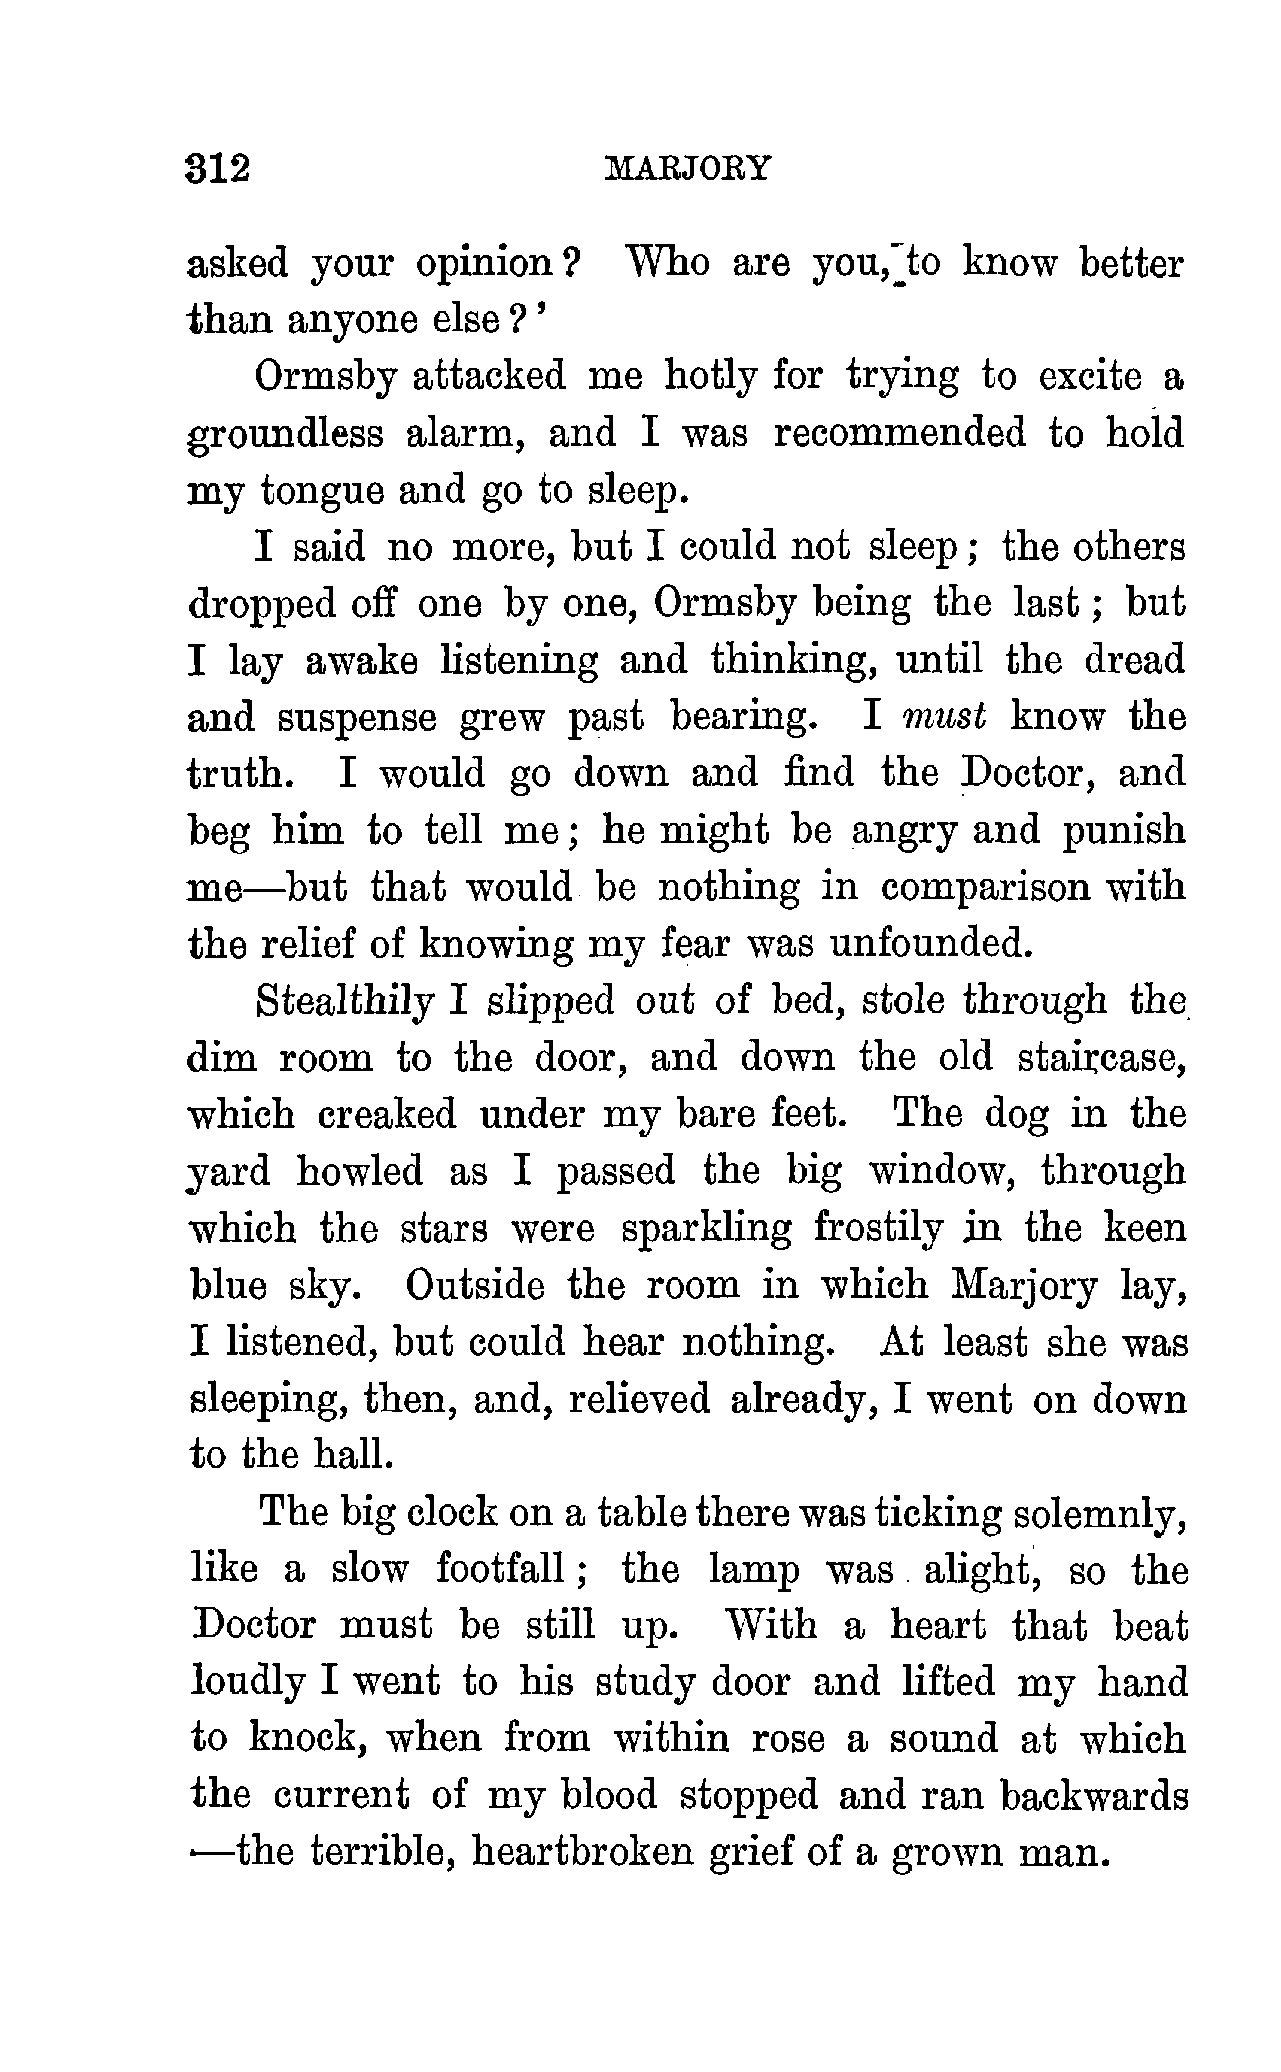 312 MARJORY
asked your opinion? Who are you, to know better
than anyone else?'
Ormsby attacked me hotly for trying to excite a
groundless alarm, and I was recommended to hold
my tongue and go to sleep.
I said no more, but I could not sleep; the others
dropped off one by one, Ormsby being the last; but
I lay awake listening and thinking, until the dread
and suspense grew past bearing. I must know the
truth. I would go down and find the Doctor, and
beg him to tell me; he might be angry and punish
me—but that would be nothing in comparison with
the relief of knowing my fear was unfounded.
Stealthily I slipped out of bed, stole through the
dim room to the door, and down the old staircase,
which creaked under my bare feet. The dog in the
yard howled as I passed the big window, through
which the stars were sparkling frostily in the keen
blue sky. Outside the room in which Marjory lay,
I listened, but could hear nothing. At least she was
sleeping, then, and, relieved already, I went on down
to the hall.
The big clock on a table there was ticking solemnly,
like a slow footfall; the lamp was alight, so the
Doctor must be still up. With a heart that beat
loudly I went to his study door and lifted my hand
to knock, when from within rose a sound at which
the current of my blood stopped and ran backwards
—the terrible, heartbroken grief of a grown man.